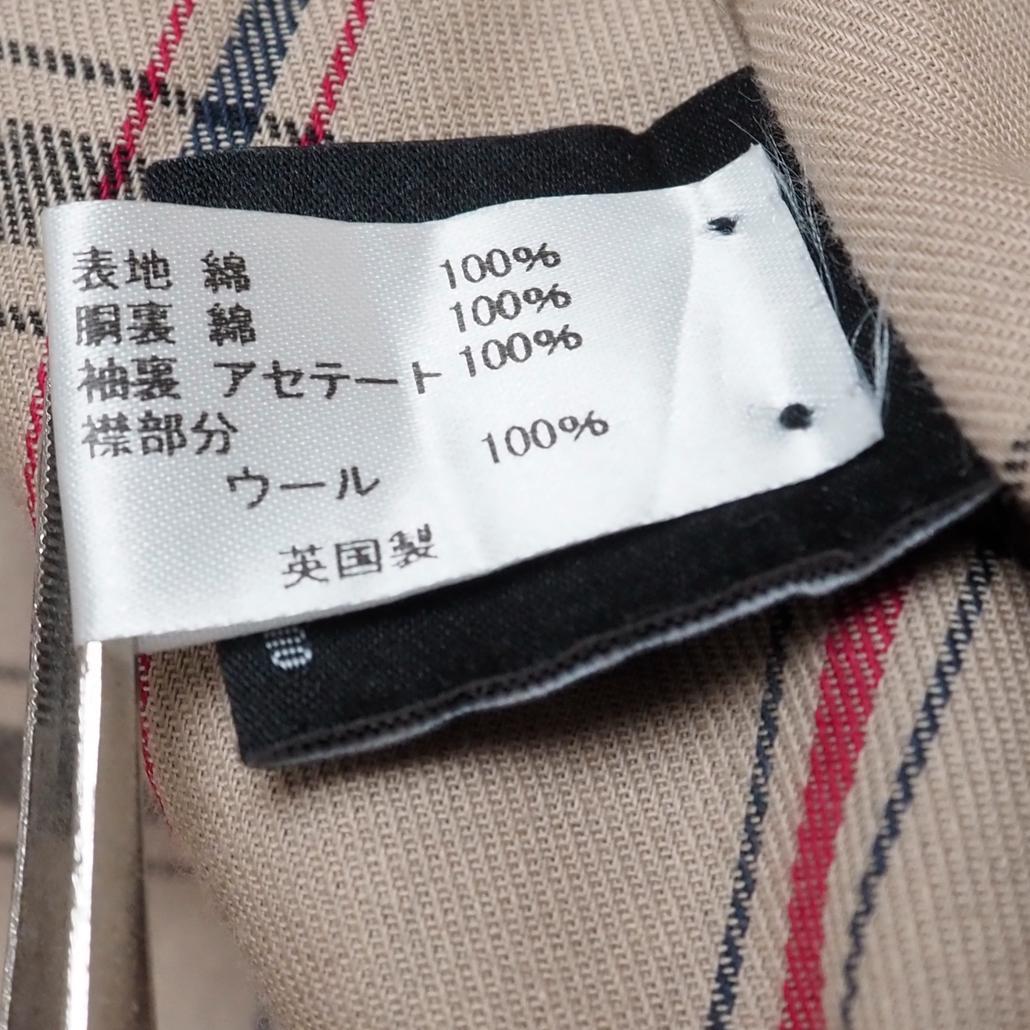 表地 綿 100%
胴裏 綿 100%
袖裏 アセテート 100%
襟部分
ウール 100%
英国製